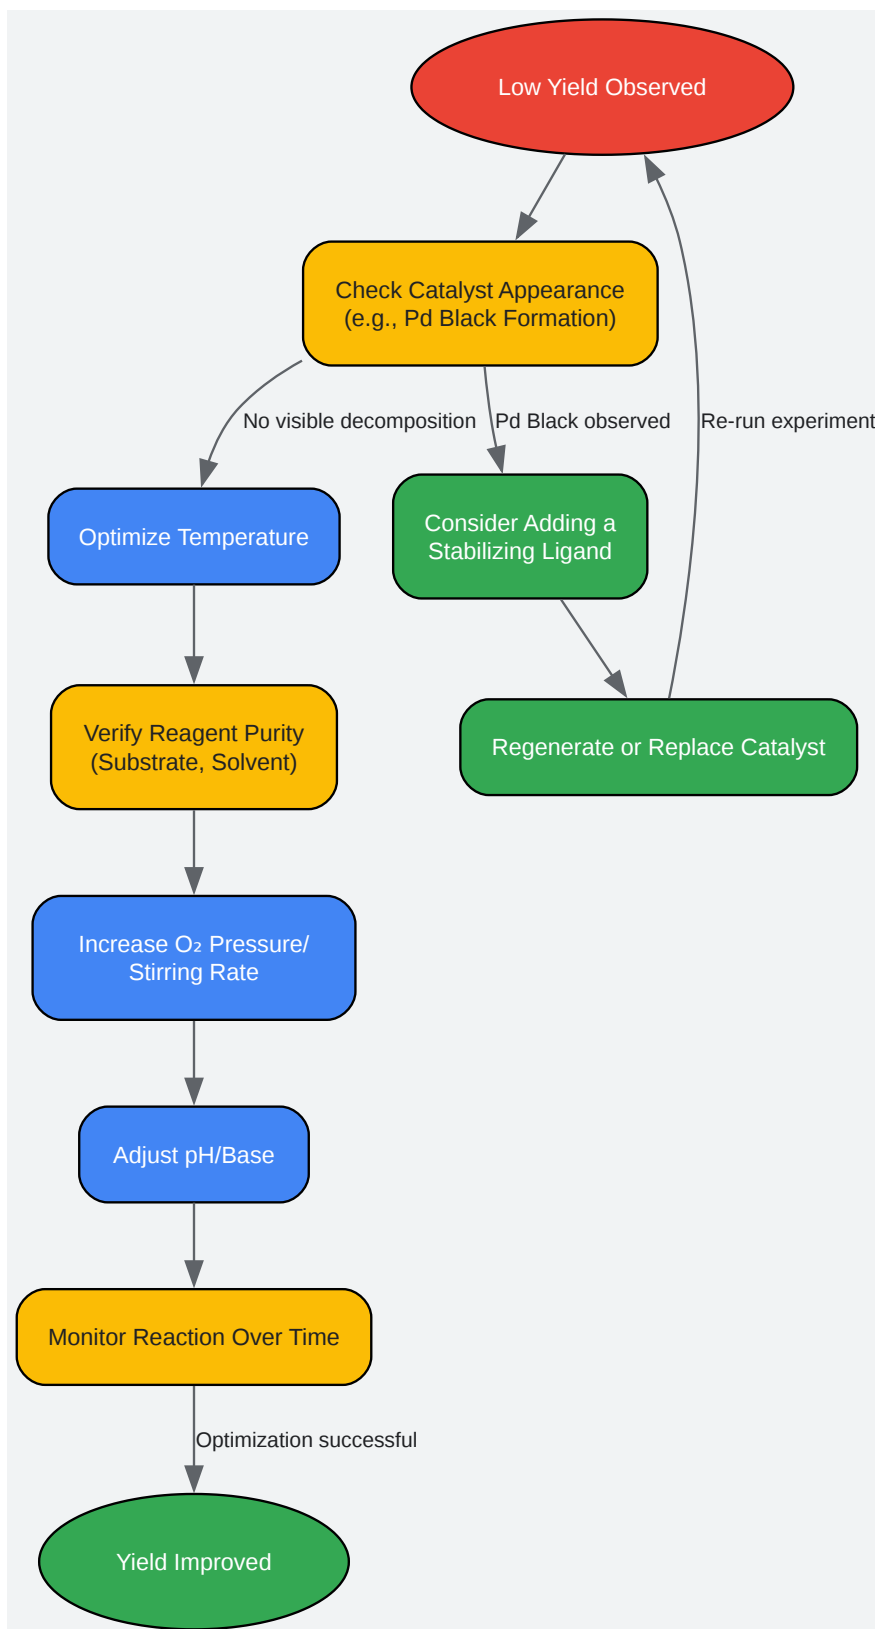 Low Yield Observed
Check Catalyst Appearance
(e.g., Pd Black Formation)
No visible decomposition
Pd Black observed
Re-run experiment
Optimize Temperature
Consider Adding a
Stabilizing Ligand
Verify Reagent Purity
(Substrate, Solvent)
Regenerate or Replace Catalyst
Increase O₂ Pressure/
Stirring Rate
Adjust pH/Base
Monitor Reaction Over Time
Optimization successful
Yield Improved